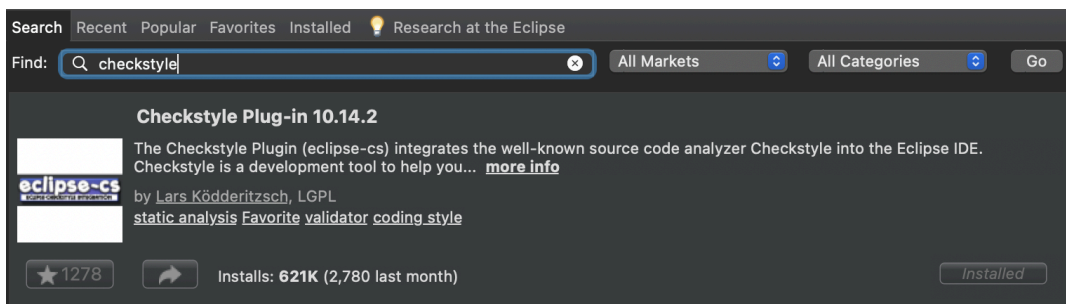 Search Recent Popular Favorites Installed Research at the Eclipse
Find: checkstyle All Markets All Categories Go
Checkstyle Plug-in 10.14.2
The Checkstyle Plugin (eclipse-cs) integrates the well-known source code analyzer Checkstyle into the Eclipse IDE.
Checkstyle is a development tool to help you... more info
eclipse-cs
by Lars Ködderitzsch, LGPL
static analysis Favorite validator coding style
1278 Installs: 621K (2,780 last month) Installed